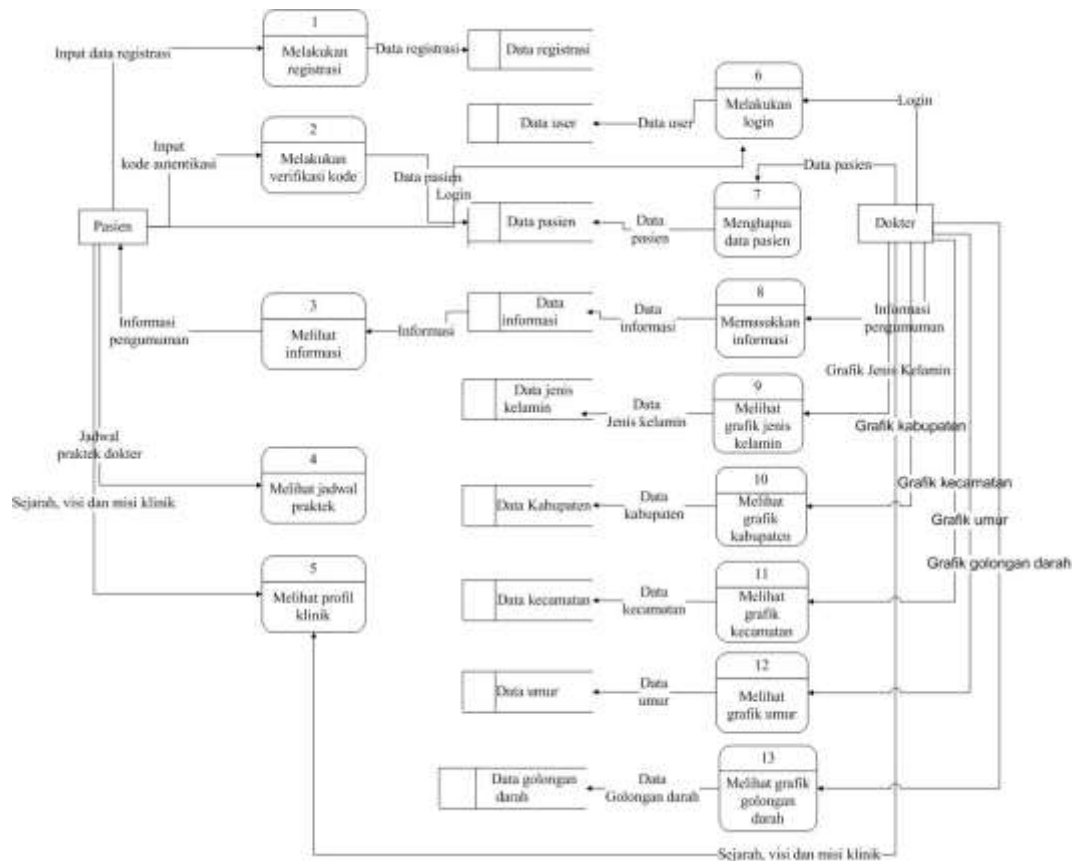 1
Melakukan
registrasi
Input data registrasi
Data registrasi
Data registrasi
6
Melakukan
login
Login
Data user
Data user
2
Melakukan
verifikasi kode
Input
kode autentikasi
Data pasien
Login
Data pasien
Pasien
Data pasien
7
Menghapus
data pasien
Data
pasien
Dokter
3
Melihat
informasi
Informasi
pengumuman
Informasi
Data
informasi
Data
informasi
8
Memasukkan
informasi
Informasi
pengumuman
Grafik Jenis Kelamin
Data jenis
kelamin
Data
Jenis kelamin
9
Melihat
grafik jenis
kelamin
Grafik kabupaten
Jadwal
praktek dokter
4
Melihat jadwal
praktek
Sejarah, visi dan misi klinik
Data Kabupaten
Data
kabupaten
10
Melihat
grafik
kabupaten
Grafik kecamatan
Grafik umur
Grafik golongan darah
5
Melihat profil
klinik
Data kecamatan
Data
kecamatan
11
Melihat
grafik
kecamatan
Data umur
Data
umur
12
Melihat
grafik umur
Data golongan
darah
Data
Golongan darah
13
Melihat grafik
golongan
darah
Sejarah, visi dan misi klinik